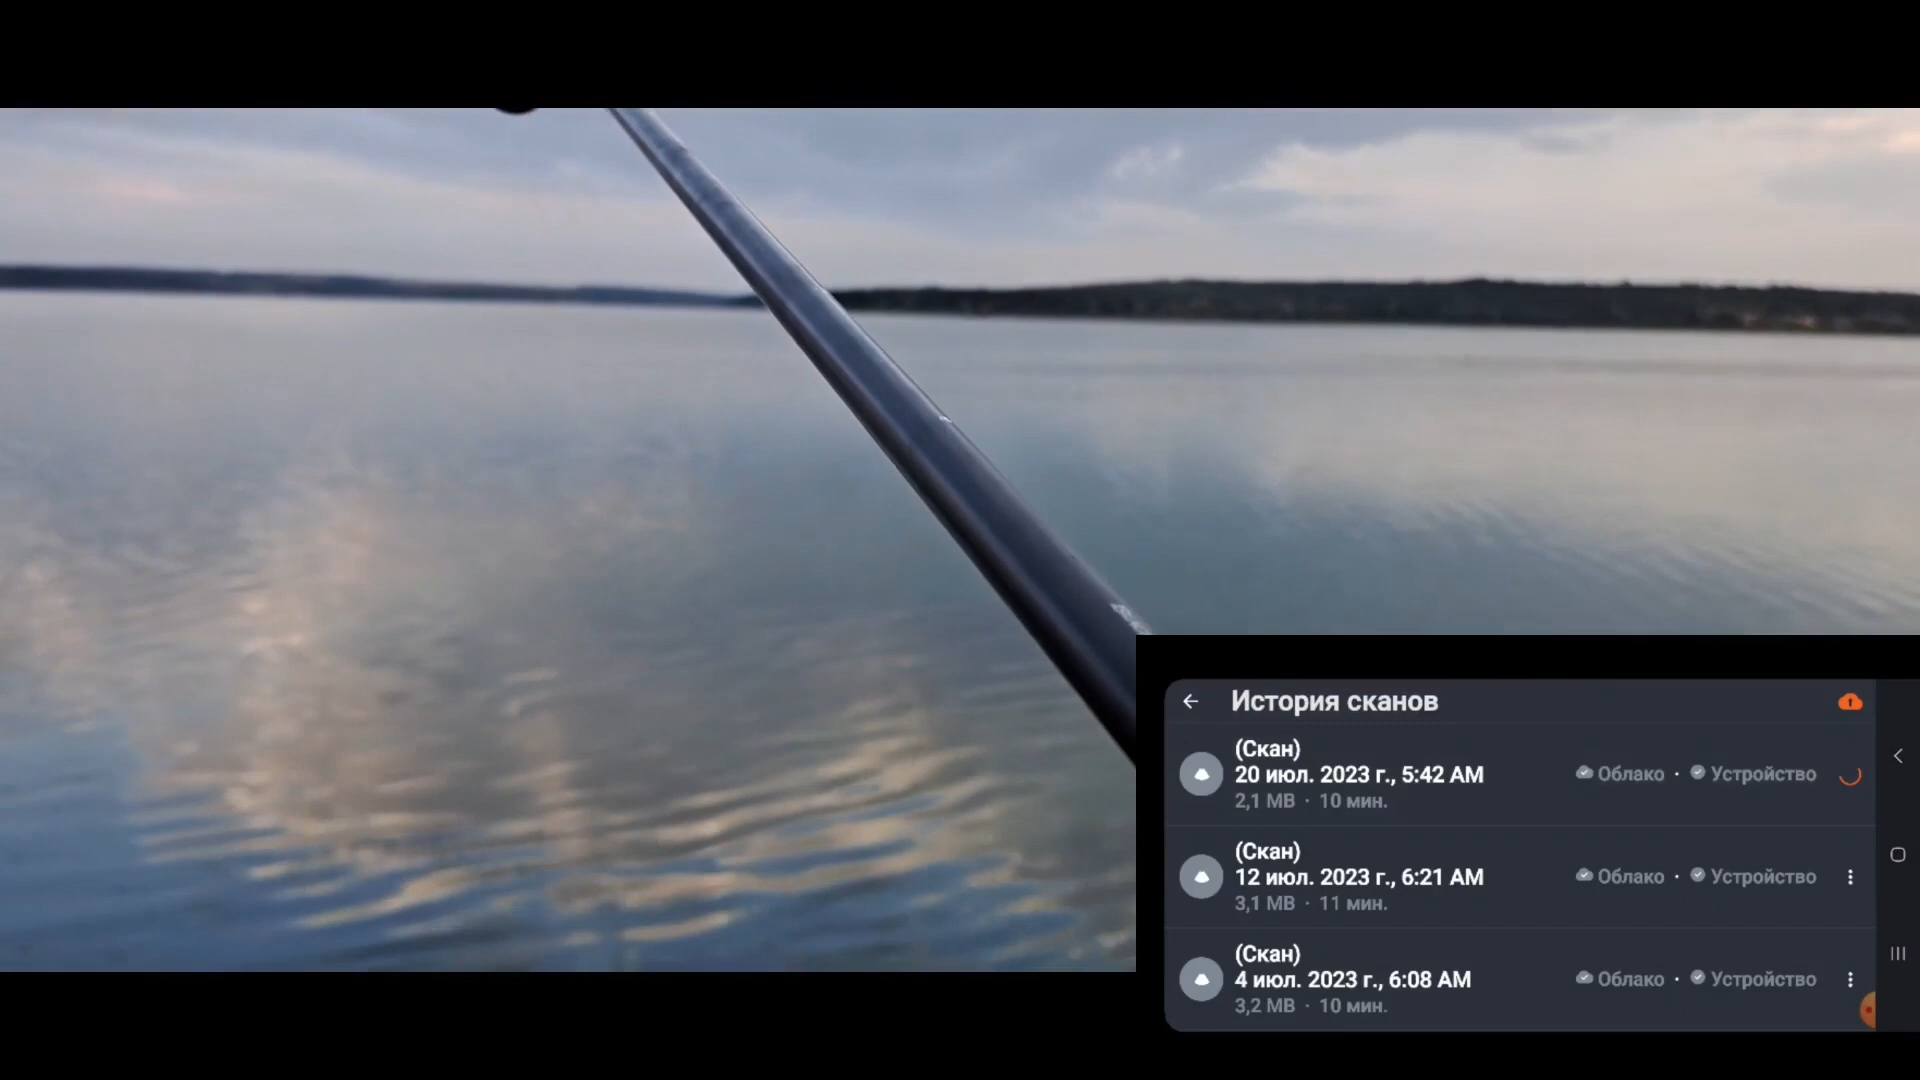 История сканов
(Скан)
20 июл. 2023 г., 5:42 AM
2,1 MB · 10 мин.
Облако · Устройство
(Скан)
12 июл. 2023 г., 6:21 AM
3,1 MB · 11 мин.
Облако · Устройство
(Скан)
4 июл. 2023 г., 6:08 AM
3,2 MB · 10 мин.
Облако · Устройство